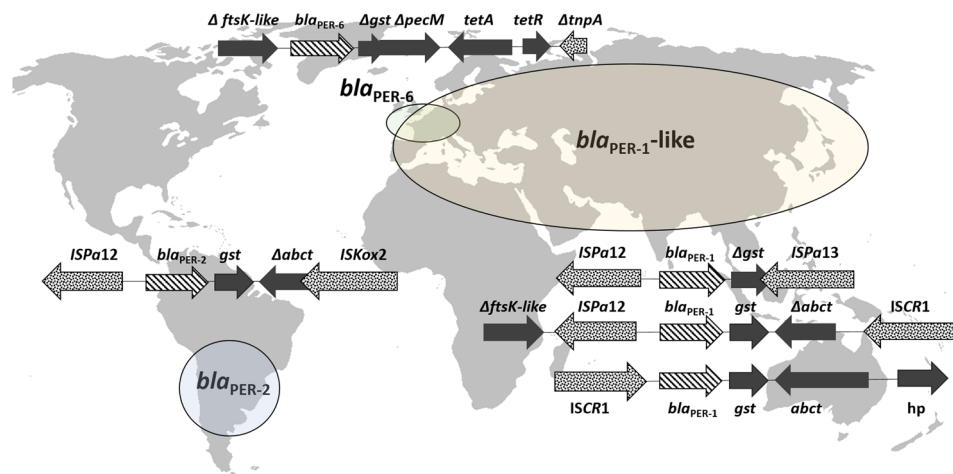 Δ ftsK-like blaPER-6 Δgst ΔpecM tetA tetR ΔtnpA
blaPER-6
blaPER-1-like
ISPa12 blaPER-2 gst Δabct ISKox2
ISPa12 blaPER-1 Δgst ISPa13
ΔftsK-like ISPa12 blaPER-1 gst Δabct ISCR1
blaPER-2
ISCR1 blaPER-1 gst abct hp